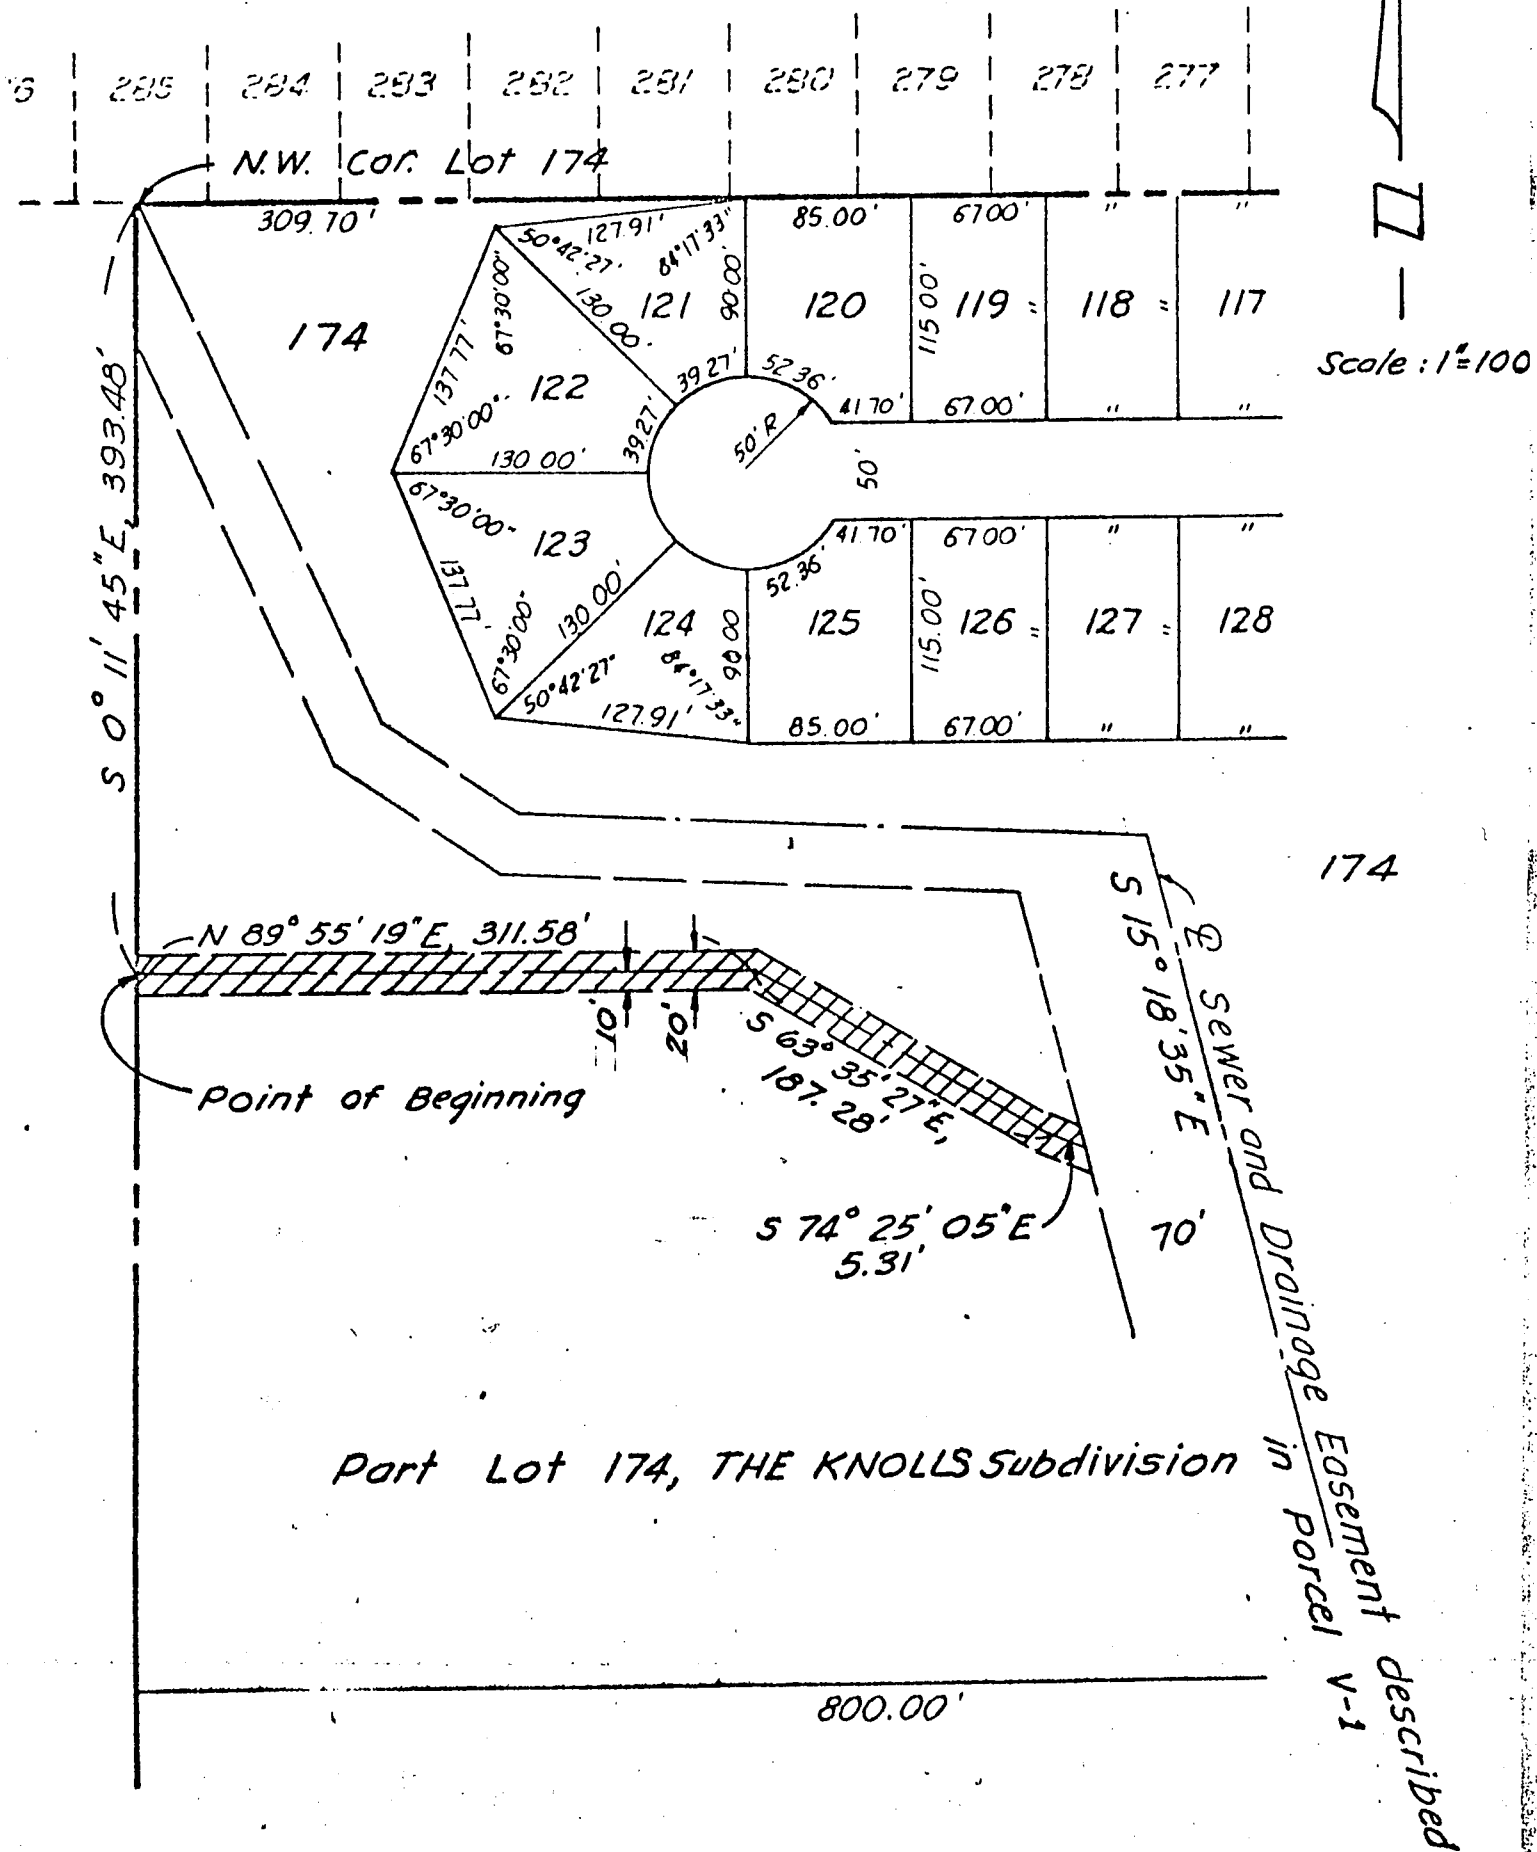 285 284 283 282 281 280 279 278 277
N.W. Cor. Lot 174
309.70' 127.91' 85.00' 67.00' " "
50°42'27" 84°17'33"
174 67°30'00" 130.00' 121 90.00' 120 115.00' 119 " 118 " 117
Scale : 1"=100
137.77' 122 39.27' 52.36'
67°30'00" 39.27' 50' R 41.70' 67.00' " "
130.00' 50'
S 0° 11' 45" E, 393.48'
67°30'00" 123 41.70' 67.00' " "
137.77' 130.00' 52.36'
67°30'00" 124 90.00 125 115.00' 126 " 127 " 128
50°42'27" 84°17'33"
127.91' 85.00' 67.00' " "
174
N 89° 55' 19" E, 311.58'
10' 20'
S 63° 35' 27" E,
187.28'
S 15° 18' 35" E
Point of Beginning
S 74° 25' 05" E
5.31'
70'
℄ Sewer and Drainage Easement described
in Parcel V-1
Part Lot 174, THE KNOLLS Subdivision
800.00'